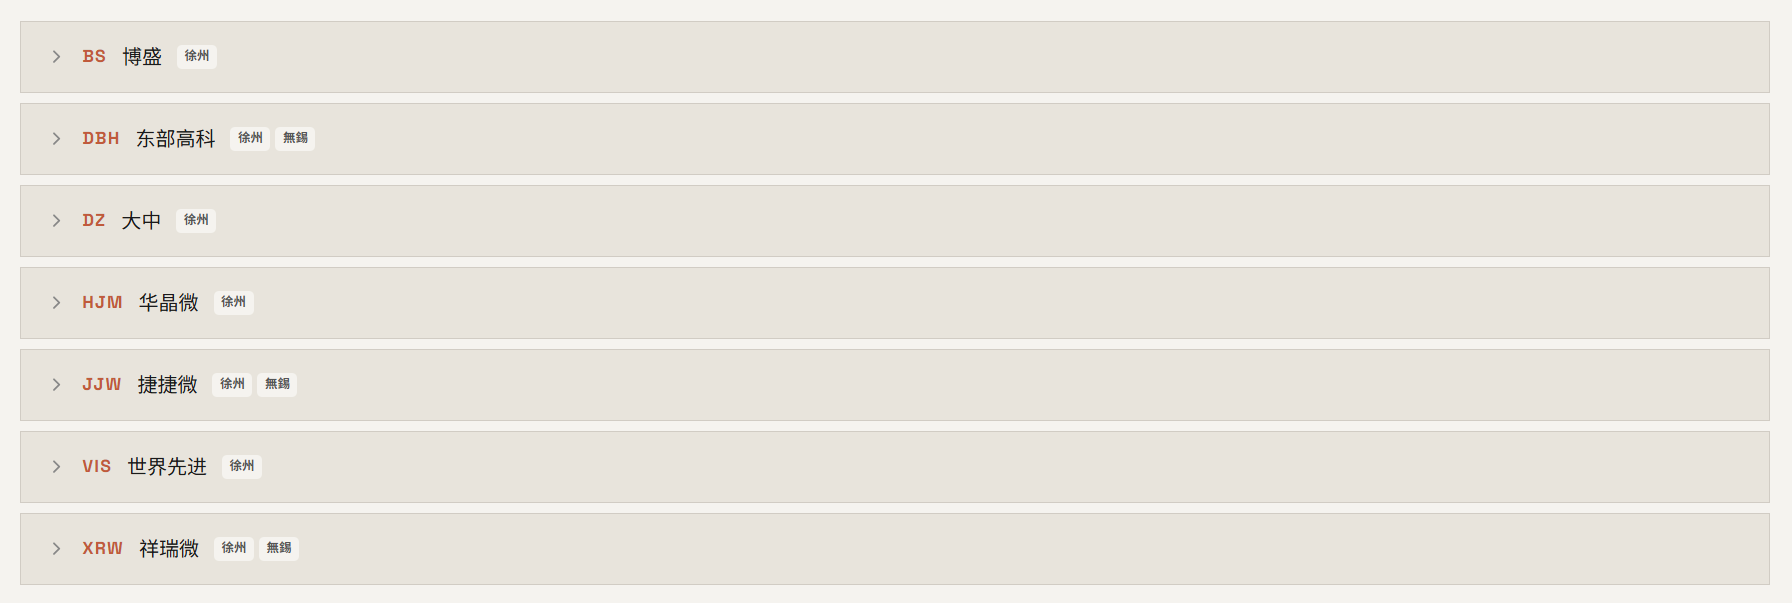 BS 博盛 徐州
DBH 东部高科 徐州 無錫
DZ 大中 徐州
HJM 华晶微 徐州
JJW 捷捷微 徐州 無錫
VIS 世界先进 徐州
XRW 祥瑞微 徐州 無錫